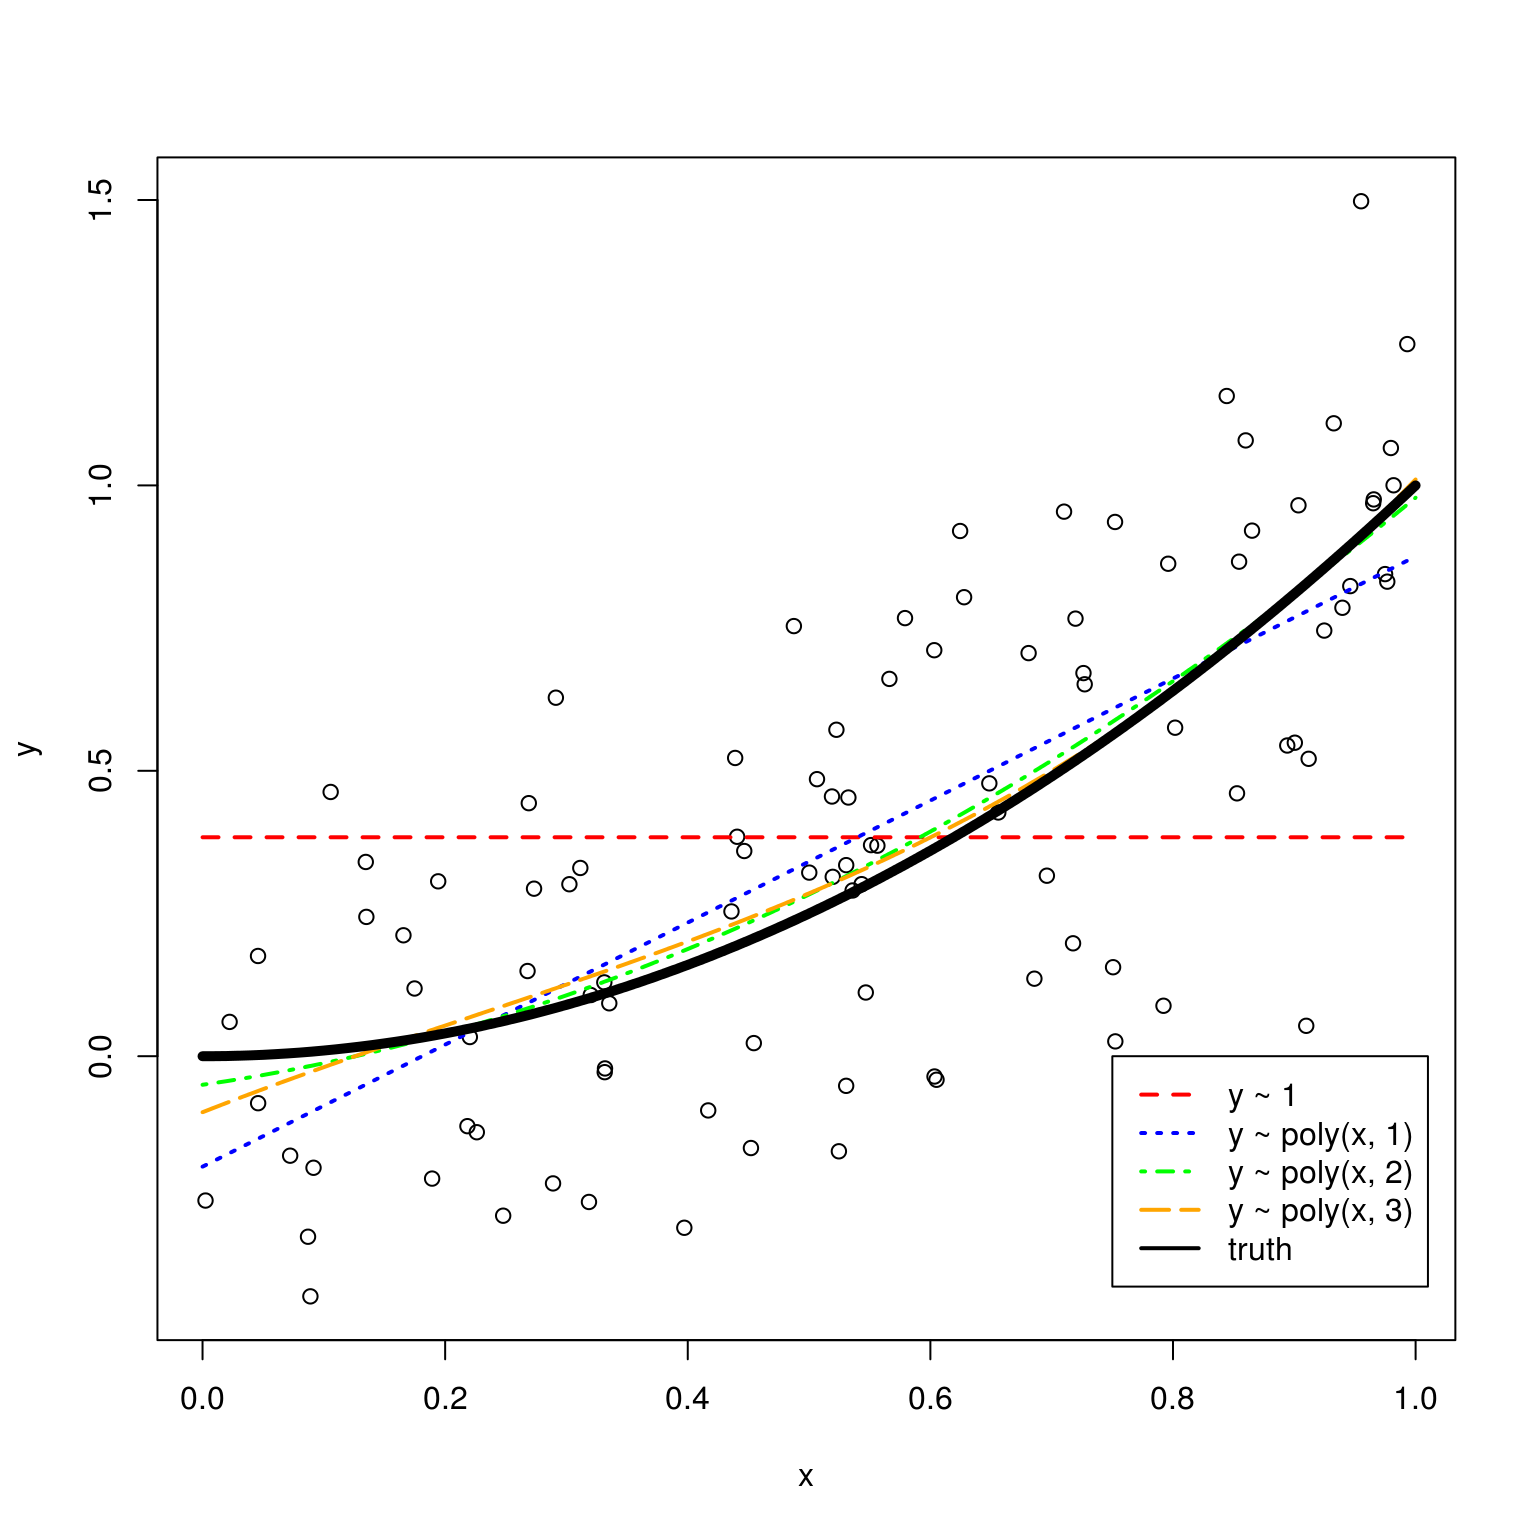 1.5
1.0
0.5
0.0
y
0.0 0.2 0.4 0.6 0.8 1.0
x
y ~ 1
y ~ poly(x, 1)
y ~ poly(x, 2)
y ~ poly(x, 3)
truth